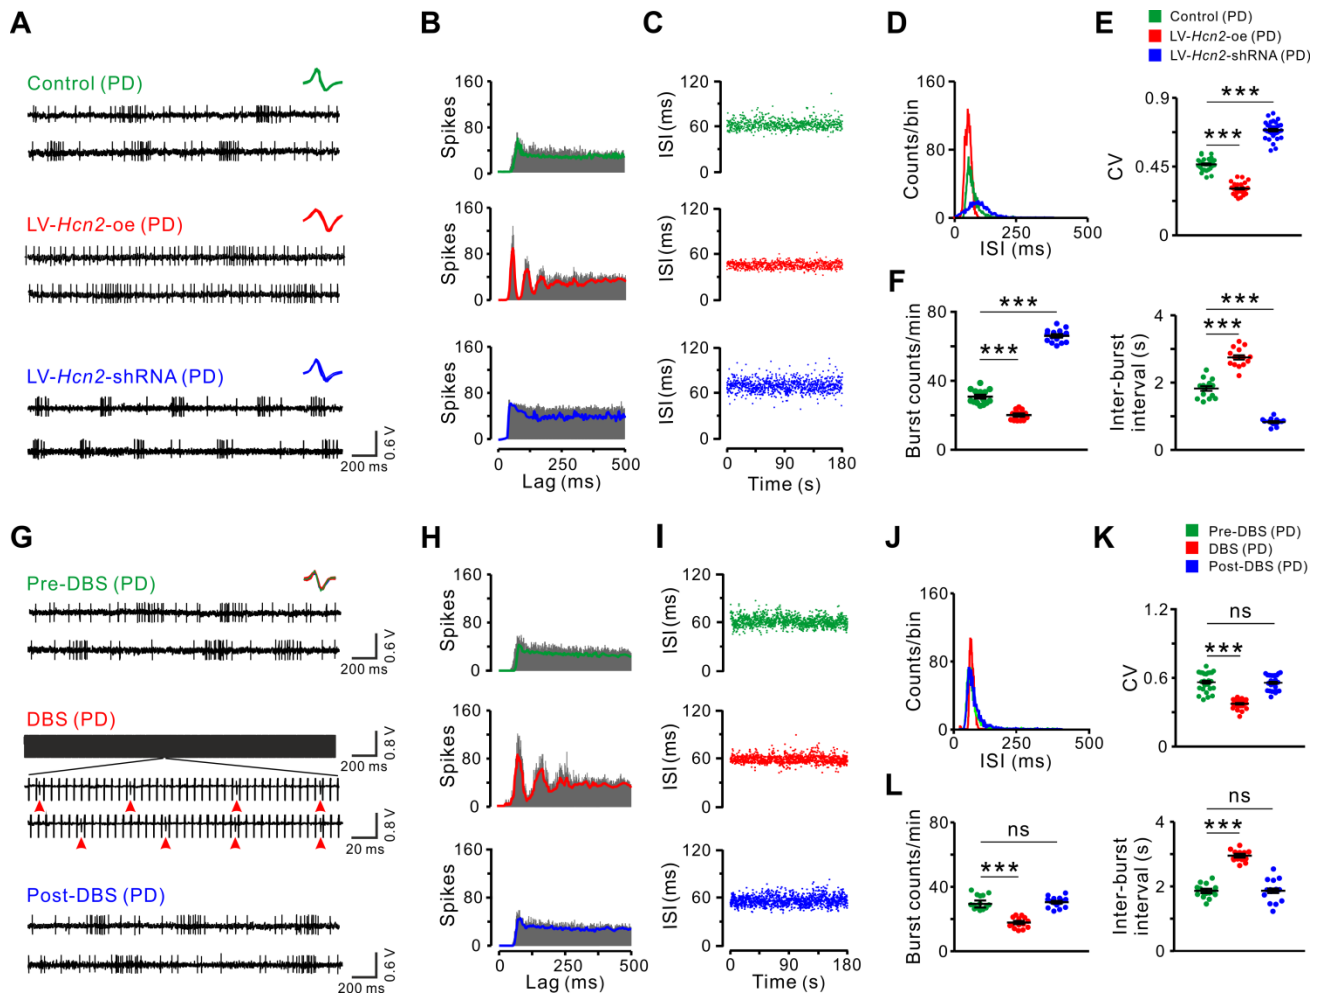 A
B
C
D
E
Control (PD)
LV-Hcn2-oe (PD)
LV-Hcn2-shRNA (PD)
Control (PD)
LV-Hcn2-oe (PD)
LV-Hcn2-shRNA (PD)
0.6 V
200 ms
160
80
0
Spikes
160
80
0
Spikes
160
80
0
Spikes
0 250 500
Lag (ms)
120
60
0
ISI (ms)
120
60
0
ISI (ms)
120
60
0
ISI (ms)
0 90 180
Time (s)
160
80
0
Counts/bin
0 250 500
ISI (ms)
0.9
0.45
0
CV
***
***
F
80
40
0
Burst counts/min
***
***
4
2
0
Inter-burst
interval (s)
***
***
G
H
I
J
K
Pre-DBS (PD)
DBS (PD)
Post-DBS (PD)
Pre-DBS (PD)
0.6 V
200 ms
DBS (PD)
0.8 V
200 ms
0.8 V
20 ms
Post-DBS (PD)
0.6 V
200 ms
160
80
0
Spikes
160
80
0
Spikes
160
80
0
Spikes
0 250 500
Lag (ms)
120
60
0
ISI (ms)
120
60
0
ISI (ms)
120
60
0
ISI (ms)
0 90 180
Time (s)
160
80
0
Counts/bin
0 250 500
ISI (ms)
1.2
0.6
0
CV
ns
***
L
80
40
0
Burst counts/min
ns
***
4
2
0
Inter-burst
interval (s)
ns
***